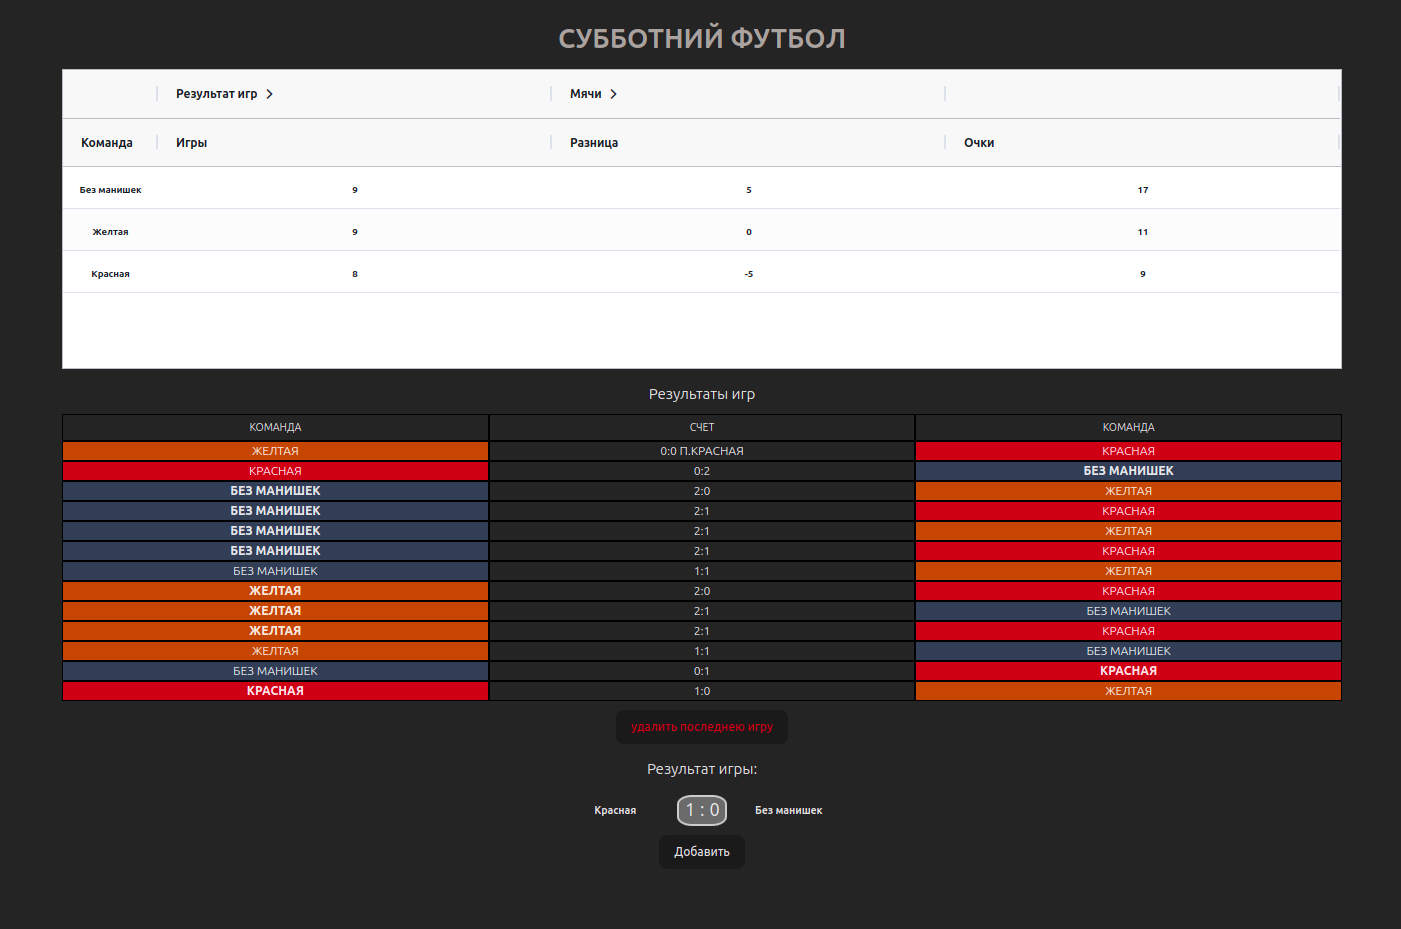 СУББОТНИЙ ФУТБОЛ
Результат игр Мячи
Команда Игры Разница Очки
Без манишек 9 5 17
Желтая 9 0 11
Красная 8 -5 9
Результаты игр
КОМАНДА СЧЕТ КОМАНДА
ЖЕЛТАЯ 0:0 П.КРАСНАЯ КРАСНАЯ
КРАСНАЯ 0:2 БЕЗ МАНИШЕК
БЕЗ МАНИШЕК 2:0 ЖЕЛТАЯ
БЕЗ МАНИШЕК 2:1 КРАСНАЯ
БЕЗ МАНИШЕК 2:1 ЖЕЛТАЯ
БЕЗ МАНИШЕК 2:1 КРАСНАЯ
БЕЗ МАНИШЕК 1:1 ЖЕЛТАЯ
ЖЕЛТАЯ 2:0 КРАСНАЯ
ЖЕЛТАЯ 2:1 БЕЗ МАНИШЕК
ЖЕЛТАЯ 2:1 КРАСНАЯ
ЖЕЛТАЯ 1:1 БЕЗ МАНИШЕК
БЕЗ МАНИШЕК 0:1 КРАСНАЯ
КРАСНАЯ 1:0 ЖЕЛТАЯ
удалить последнею игру
Результат игры:
Красная 1 : 0 Без манишек
Добавить